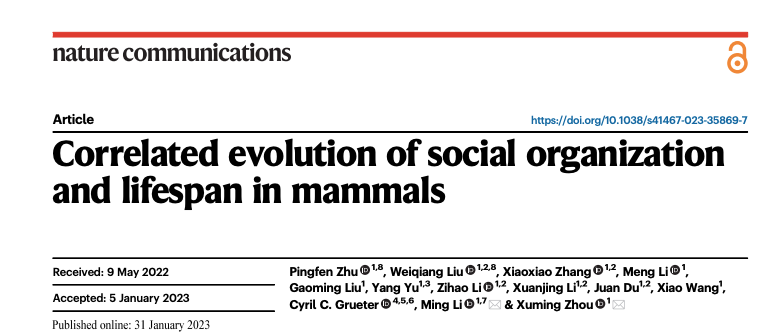 nature communications
Article
https://doi.org/10.1038/s41467-023-35869-7
Correlated evolution of social organization
and lifespan in mammals
Received: 9 May 2022
Accepted: 5 January 2023
Published online: 31 January 2023
Pingfen Zhu 1,8, Weiqiang Liu 1,2,8, Xiaoxiao Zhang 1,2, Meng Li 1,
Gaoming Liu1, Yang Yu1,3, Zihao Li 1,2, Xuanjing Li1,2, Juan Du1,2, Xiao Wang1,
Cyril C. Grueter 4,5,6, Ming Li 1,7 & Xuming Zhou 1